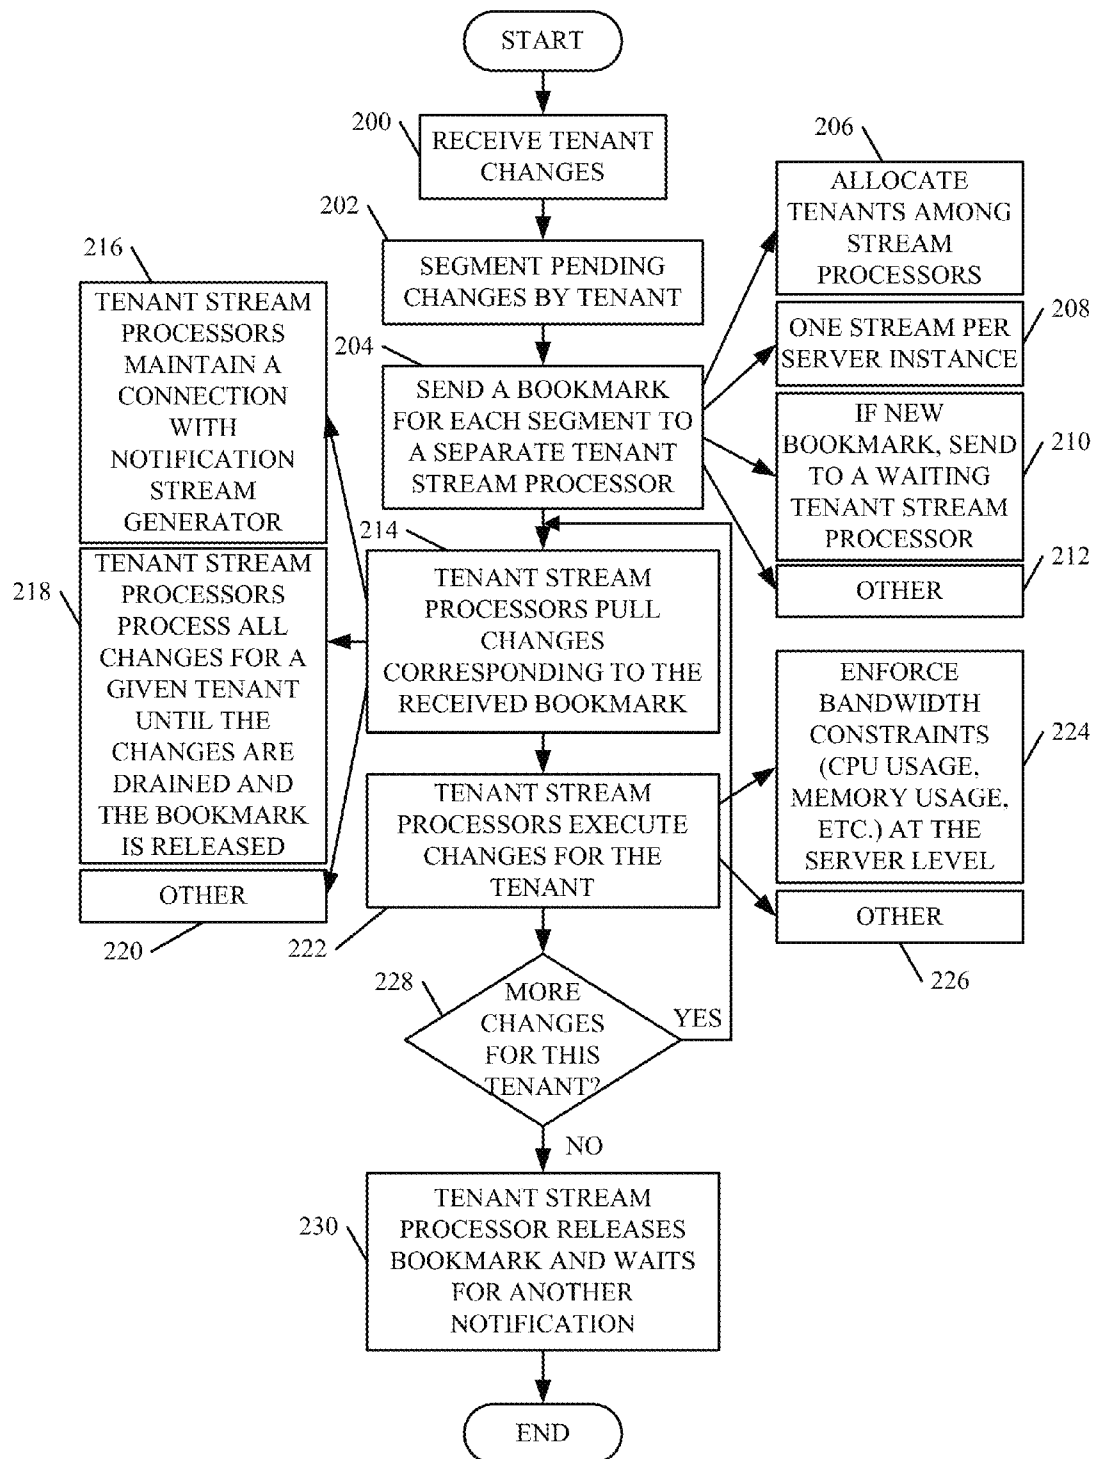 START
200
RECEIVE TENANT
CHANGES
202
SEGMENT PENDING
CHANGES BY TENANT
204
SEND A BOOKMARK
FOR EACH SEGMENT TO
A SEPARATE TENANT
STREAM PROCESSOR
206
ALLOCATE
TENANTS AMONG
STREAM
PROCESSORS
208
ONE STREAM PER
SERVER INSTANCE
210
IF NEW
BOOKMARK, SEND
TO A WAITING
TENANT STREAM
PROCESSOR
212
OTHER
214
TENANT STREAM
PROCESSORS PULL
CHANGES
CORRESPONDING TO THE
RECEIVED BOOKMARK
216
TENANT STREAM
PROCESSORS
MAINTAIN A
CONNECTION
WITH
NOTIFICATION
STREAM
GENERATOR
218
TENANT STREAM
PROCESSORS
PROCESS ALL
CHANGES FOR A
GIVEN TENANT
UNTIL THE
CHANGES ARE
DRAINED AND
THE BOOKMARK
IS RELEASED
OTHER
220
222
TENANT STREAM
PROCESSORS EXECUTE
CHANGES FOR THE
TENANT
224
ENFORCE
BANDWIDTH
CONSTRAINTS
(CPU USAGE,
MEMORY USAGE,
ETC.) AT THE
SERVER LEVEL
OTHER
226
228
MORE
CHANGES
FOR THIS
TENANT?
YES
NO
230
TENANT STREAM
PROCESSOR RELEASES
BOOKMARK AND WAITS
FOR ANOTHER
NOTIFICATION
END